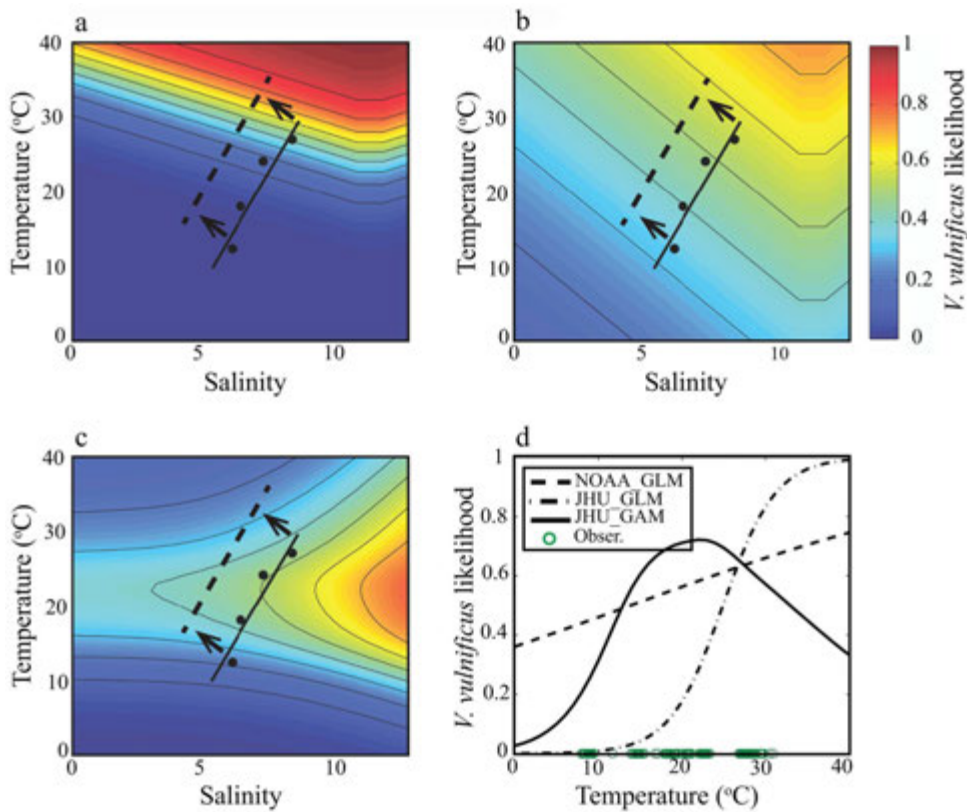 a
b
40
30
20
10
0
Temperature (°C)
0
5
10
Salinity
40
30
20
10
0
Temperature (°C)
0
5
10
Salinity
1
0.8
0.6
0.4
0.2
0
V. vulnificus likelihood
c
d
40
30
20
10
0
Temperature (°C)
0
5
10
Salinity
1
0.8
0.6
0.4
0.2
0
V. vulnificus likelihood
NOAA_GLM
JHU_GLM
JHU_GAM
Obser.
0
10
20
30
40
Temperature (°C)